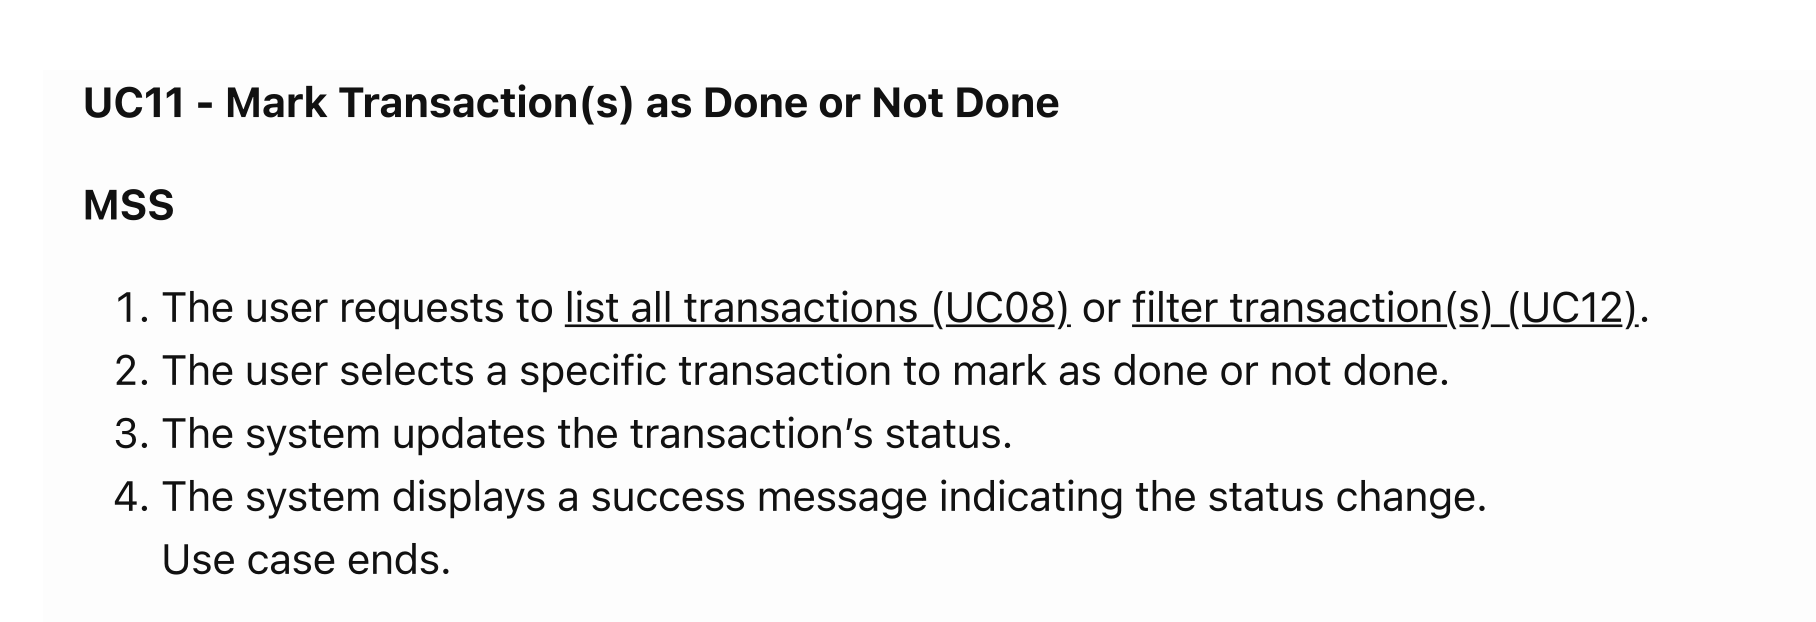 UC11 - Mark Transaction(s) as Done or Not Done
MSS
1. The user requests to list all transactions (UC08) or filter transaction(s) (UC12).
2. The user selects a specific transaction to mark as done or not done.
3. The system updates the transaction’s status.
4. The system displays a success message indicating the status change.
Use case ends.